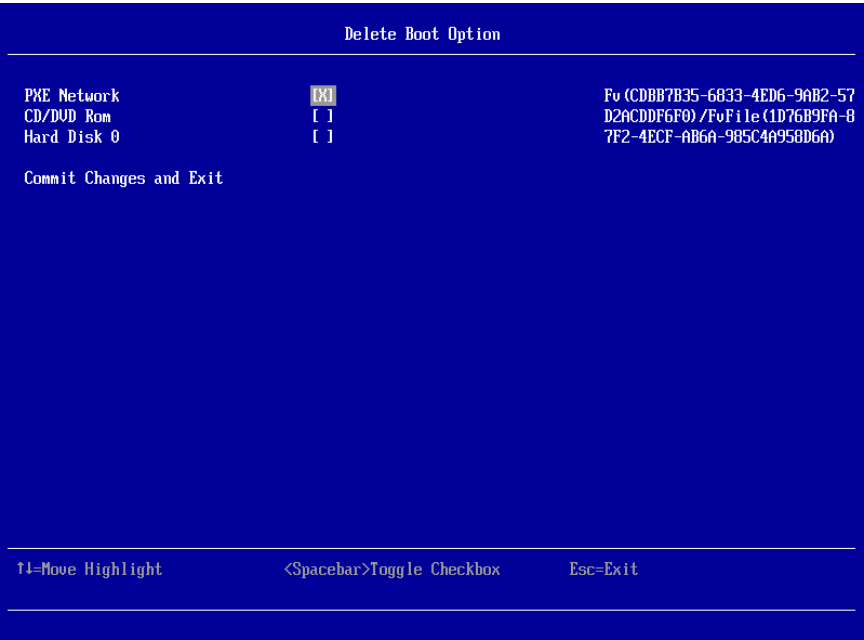 Delete Boot Option
PXE Network [X] Fv(CDBB7B35-6833-4ED6-9AB2-57
CD/DVD Rom [ ] D2ACDDF6F0)/FvFile(1D76B9FA-8
Hard Disk 0 [ ] 7F2-4ECF-AB6A-985C4A958D6A)
Commit Changes and Exit
↑↓=Move Highlight <Spacebar>Toggle Checkbox Esc=Exit